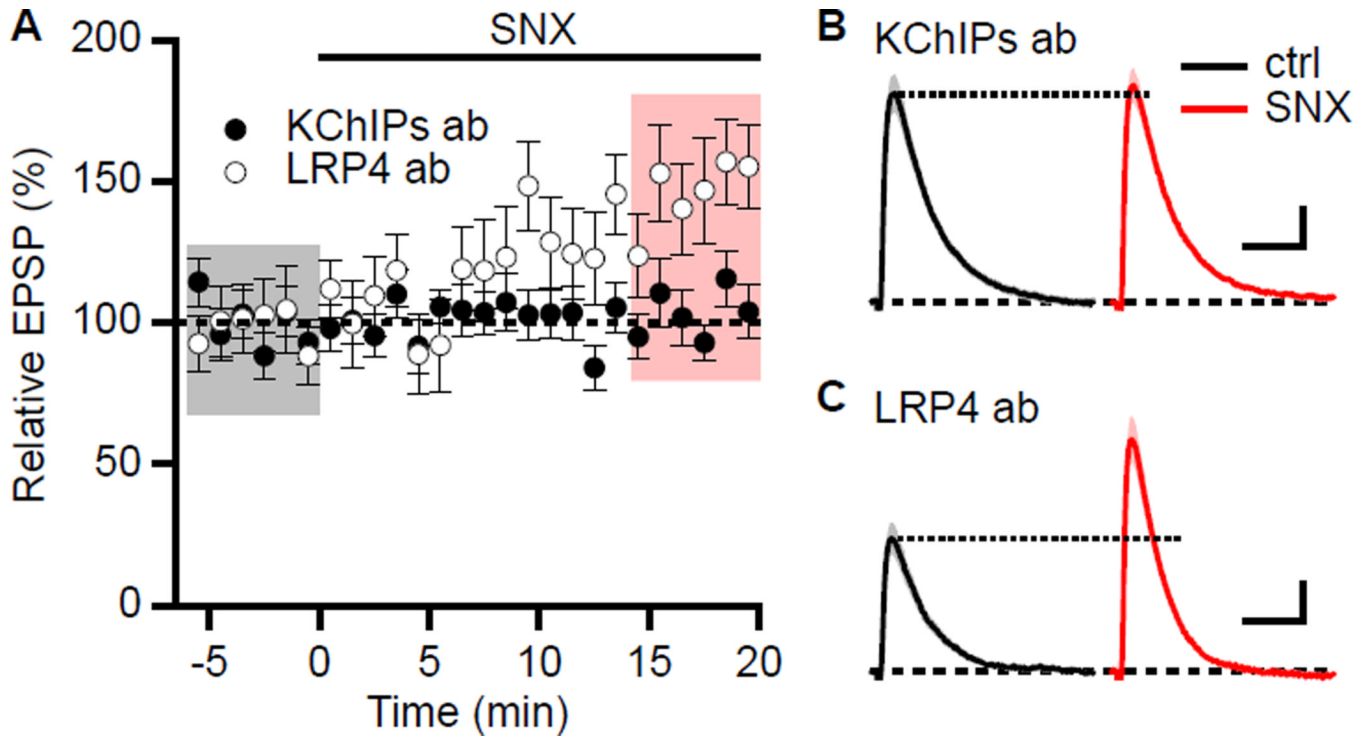 A
SNX
200
KChIPs ab
LRP4 ab
150
100
50
0
Relative EPSP (%)
-5 0 5 10 15 20
Time (min)
B
KChIPs ab
ctrl
SNX
C
LRP4 ab